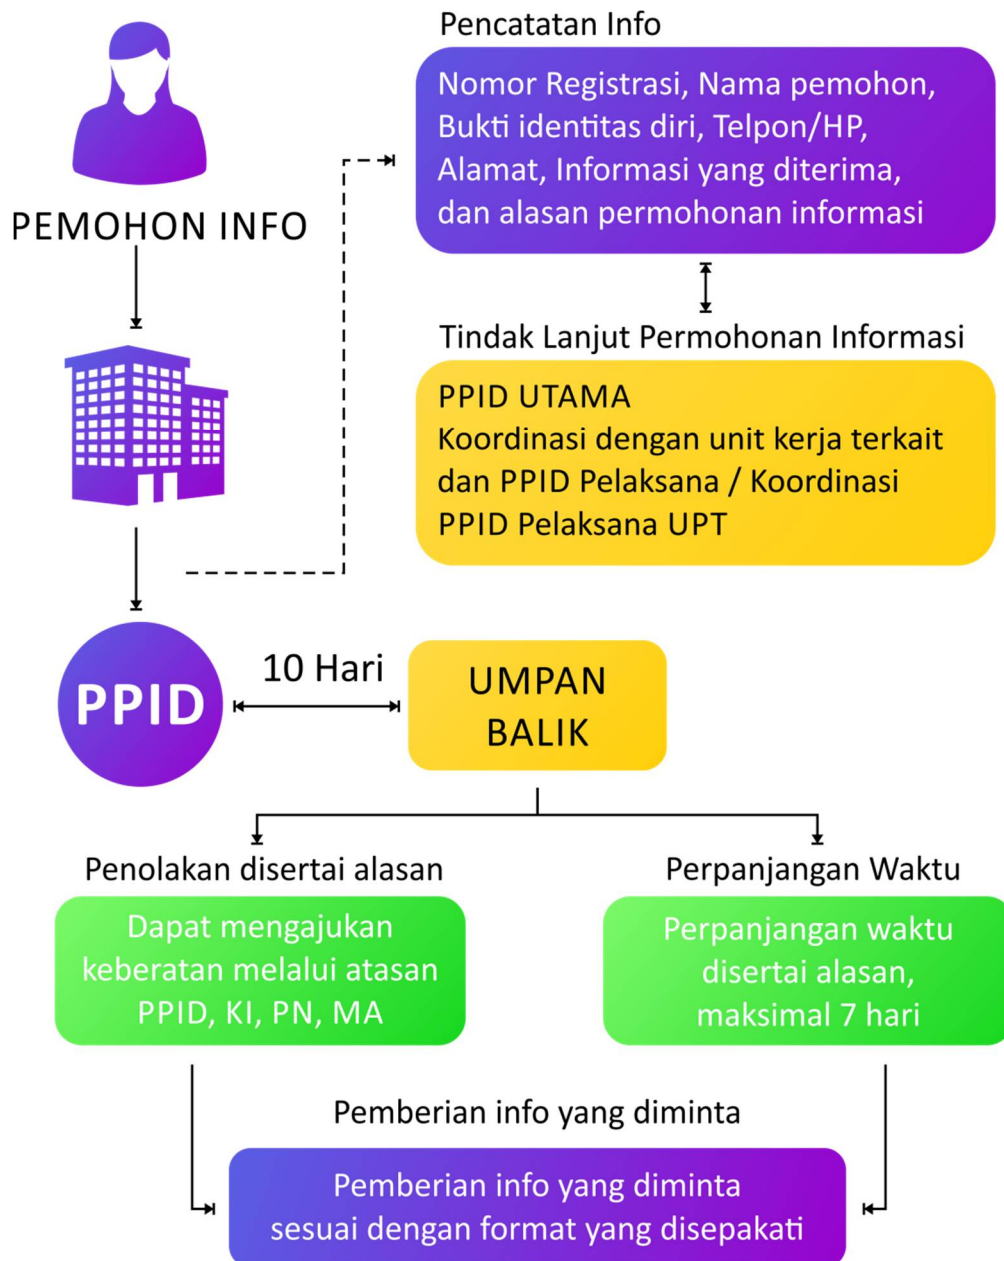 Pencatatan Info
Nomor Registrasi, Nama pemohon,
Bukti identitas diri, Telpon/HP,
Alamat, Informasi yang diterima,
dan alasan permohonan informasi
PEMOHON INFO
Tindak Lanjut Permohonan Informasi
PPID UTAMA
Koordinasi dengan unit kerja terkait
dan PPID Pelaksana / Koordinasi
PPID Pelaksana UPT
PPID
10 Hari
UMPAN
BALIK
Penolakan disertai alasan
Dapat mengajukan
keberatan melalui atasan
PPID, KI, PN, MA
Perpanjangan Waktu
Perpanjangan waktu
disertai alasan,
maksimal 7 hari
Pemberian info yang diminta
Pemberian info yang diminta
sesuai dengan format yang disepakati